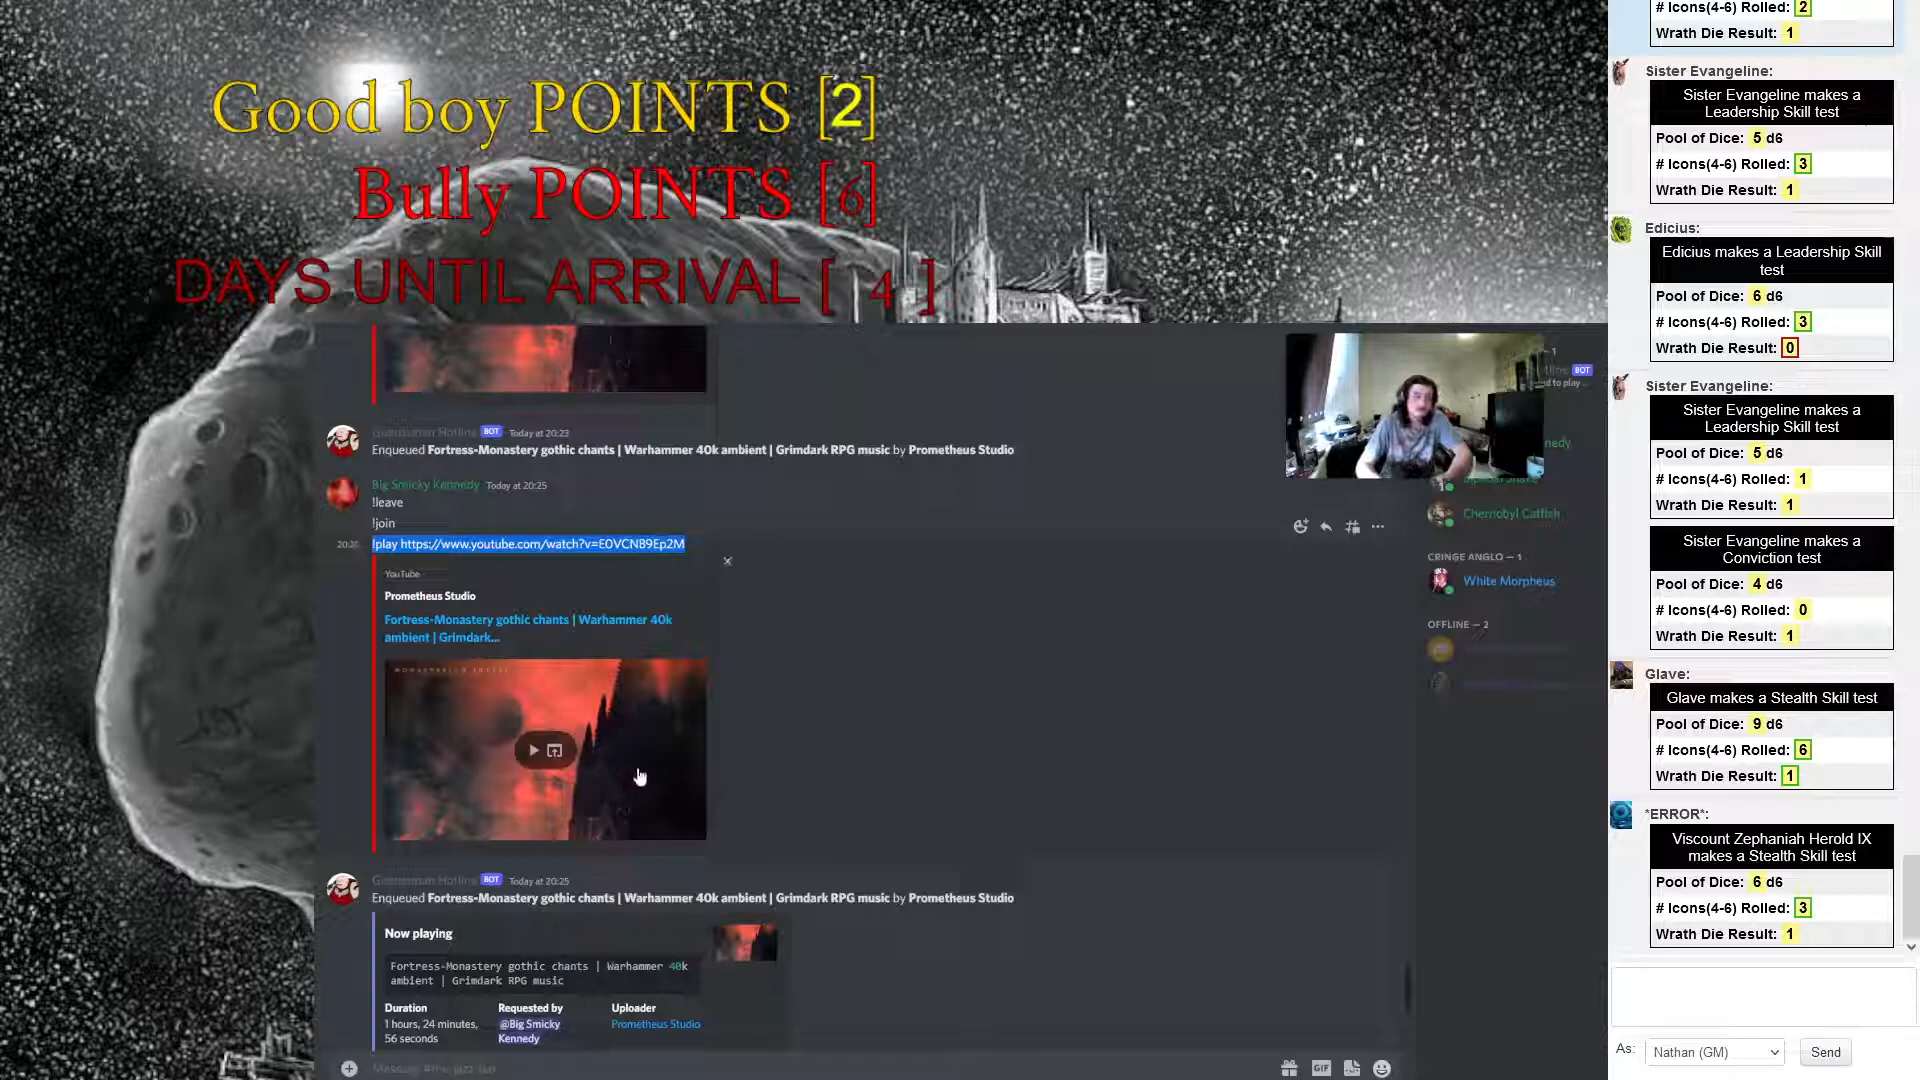 Good boy POINTS [2]
Bully POINTS [6]
DAYS UNTIL ARRIVAL [ 4 ]
BOT Today at 20:23
Enqueued Fortress-Monastery gothic chants | Warhammer 40k ambient | Grimdark RPG music by Prometheus Studio
Big Smicky Kennedy Today at 20:25
!leave
!join
!play https://www.youtube.com/watch?v=E0VCNB9Ep2M
YouTube
Prometheus Studio
Fortress-Monastery gothic chants | Warhammer 40k
ambient | Grimdark...
BOT Today at 20:25
Enqueued Fortress-Monastery gothic chants | Warhammer 40k ambient | Grimdark RPG music by Prometheus Studio
Now playing
Fortress-Monastery gothic chants | Warhammer 40k
ambient | Grimdark RPG music
Duration Requested by Uploader
1 hours, 24 minutes, @Big Smicky Prometheus Studio
56 seconds Kennedy
GIF
BOT
to play ...
Chernobyl Catfish
CRINGE ANGLO — 1
White Morpheus
OFFLINE — 2
# Icons(4-6) Rolled: 2
Wrath Die Result: 1
Sister Evangeline:
Sister Evangeline makes a
Leadership Skill test
Pool of Dice: 5 d6
# Icons(4-6) Rolled: 3
Wrath Die Result: 1
Edicius:
Edicius makes a Leadership Skill
test
Pool of Dice: 6 d6
# Icons(4-6) Rolled: 3
Wrath Die Result: 0
Sister Evangeline:
Sister Evangeline makes a
Leadership Skill test
Pool of Dice: 5 d6
# Icons(4-6) Rolled: 1
Wrath Die Result: 1
Sister Evangeline makes a
Conviction test
Pool of Dice: 4 d6
# Icons(4-6) Rolled: 0
Wrath Die Result: 1
Glave:
Glave makes a Stealth Skill test
Pool of Dice: 9 d6
# Icons(4-6) Rolled: 6
Wrath Die Result: 1
*ERROR*:
Viscount Zephaniah Herold IX
makes a Stealth Skill test
Pool of Dice: 6 d6
# Icons(4-6) Rolled: 3
Wrath Die Result: 1
As: Nathan (GM) Send